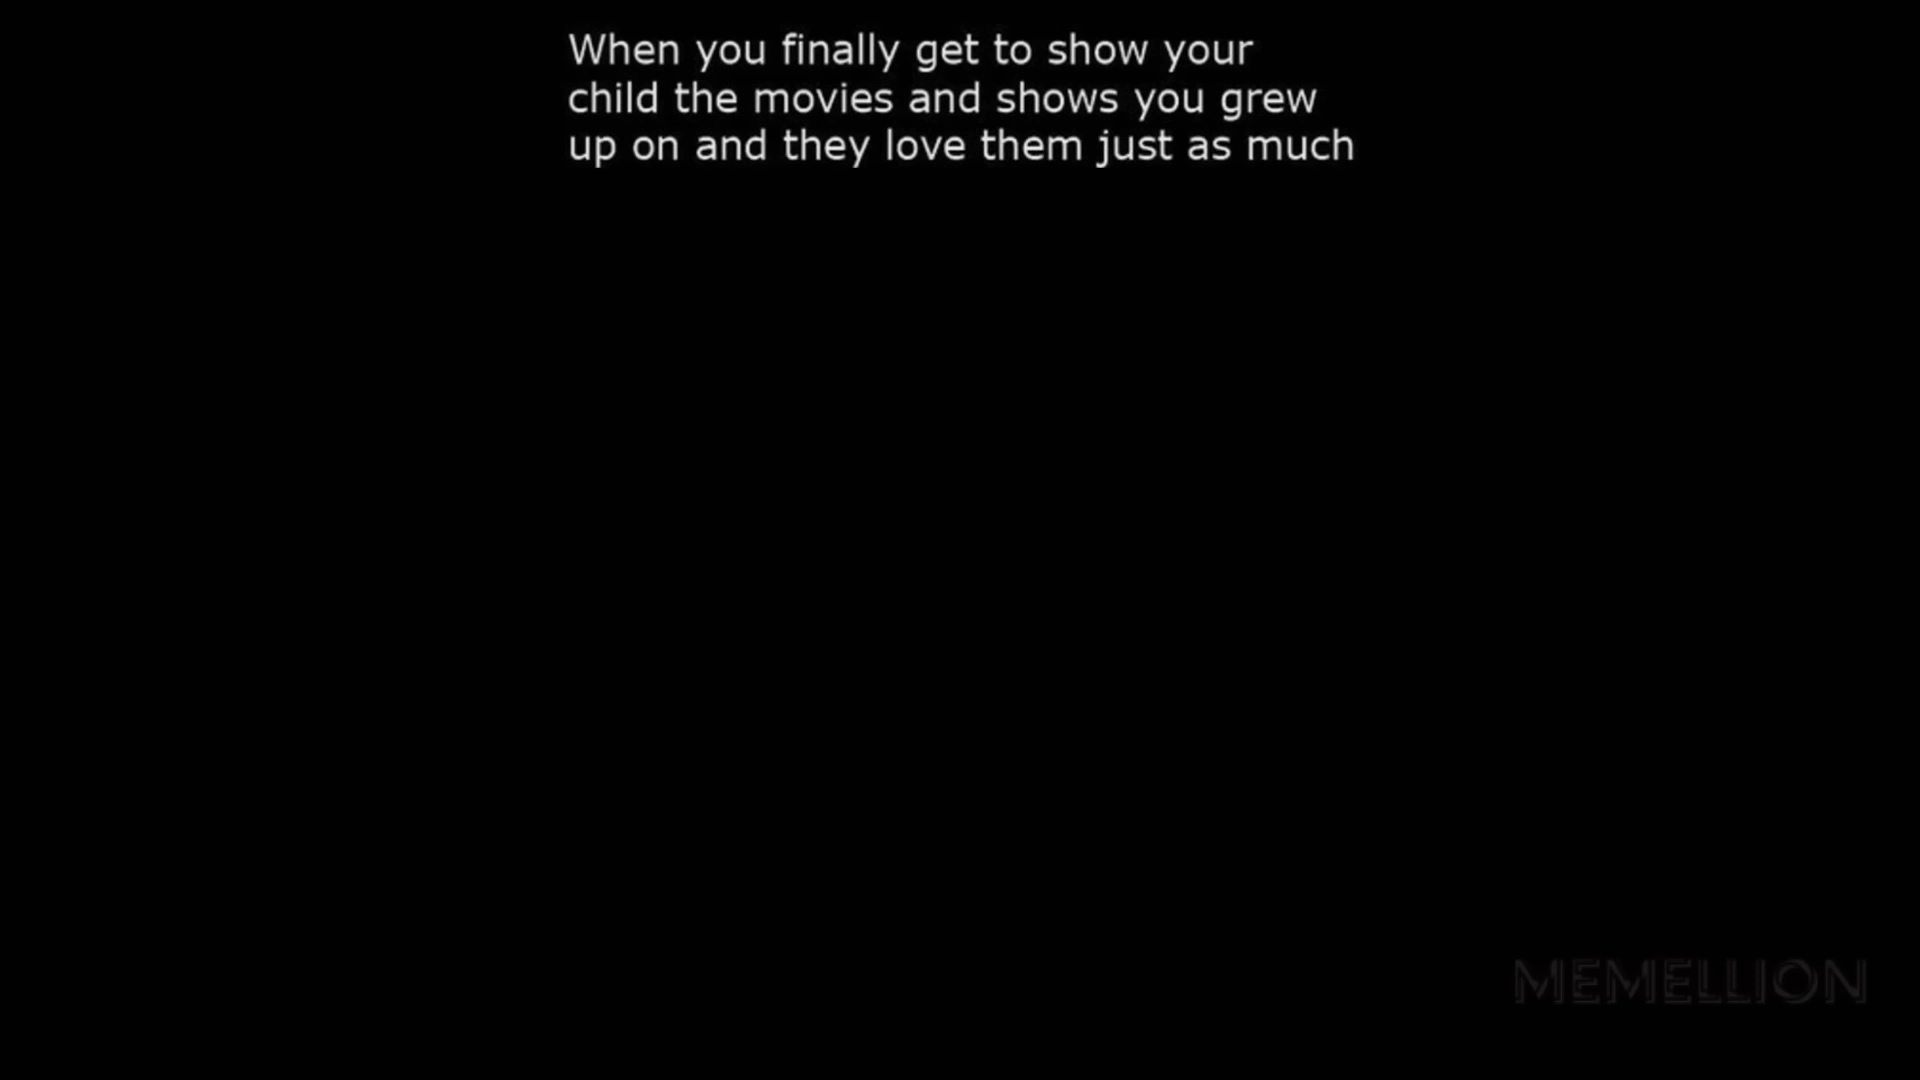 When you finally get to show your
child the movies and shows you grew
up on and they love them just as much
MEMELLION